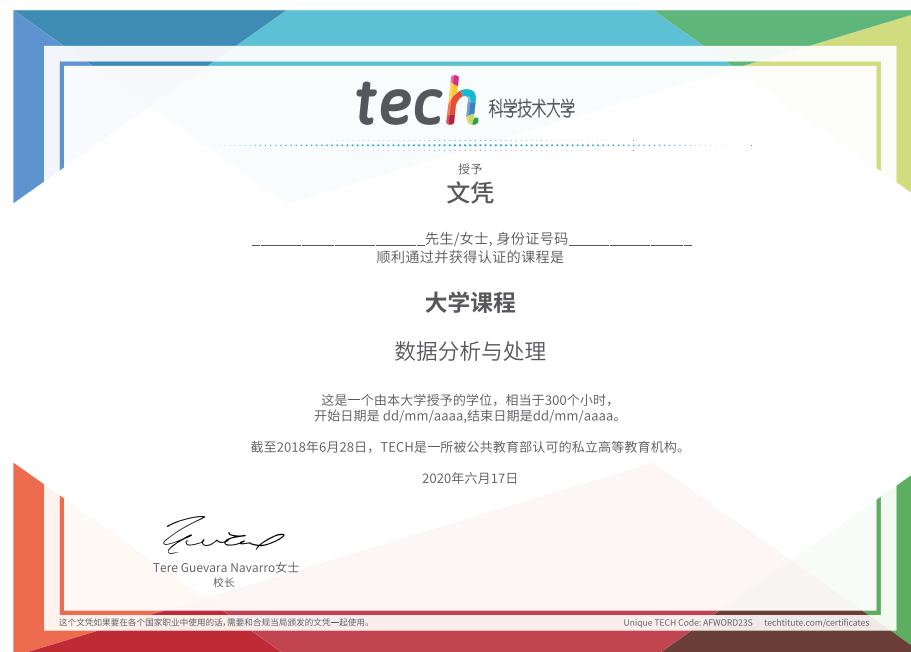 tech 科学技术大学
授予
文凭
_____________________先生/女士, 身份证号码_______________
顺利通过并获得认证的课程是
大学课程
数据分析与处理
这是一个由本大学授予的学位，相当于300个小时，
开始日期是 dd/mm/aaaa,结束日期是dd/mm/aaaa。
截至2018年6月28日，TECH是一所被公共教育部认可的私立高等教育机构。
2020年六月17日
Tere Guevara Navarro女士
校长
这个文凭如果要在各个国家职业中使用的话,需要和合规当局颁发的文凭一起使用。
Unique TECH Code: AFWORD23S techtitute.com/certificates